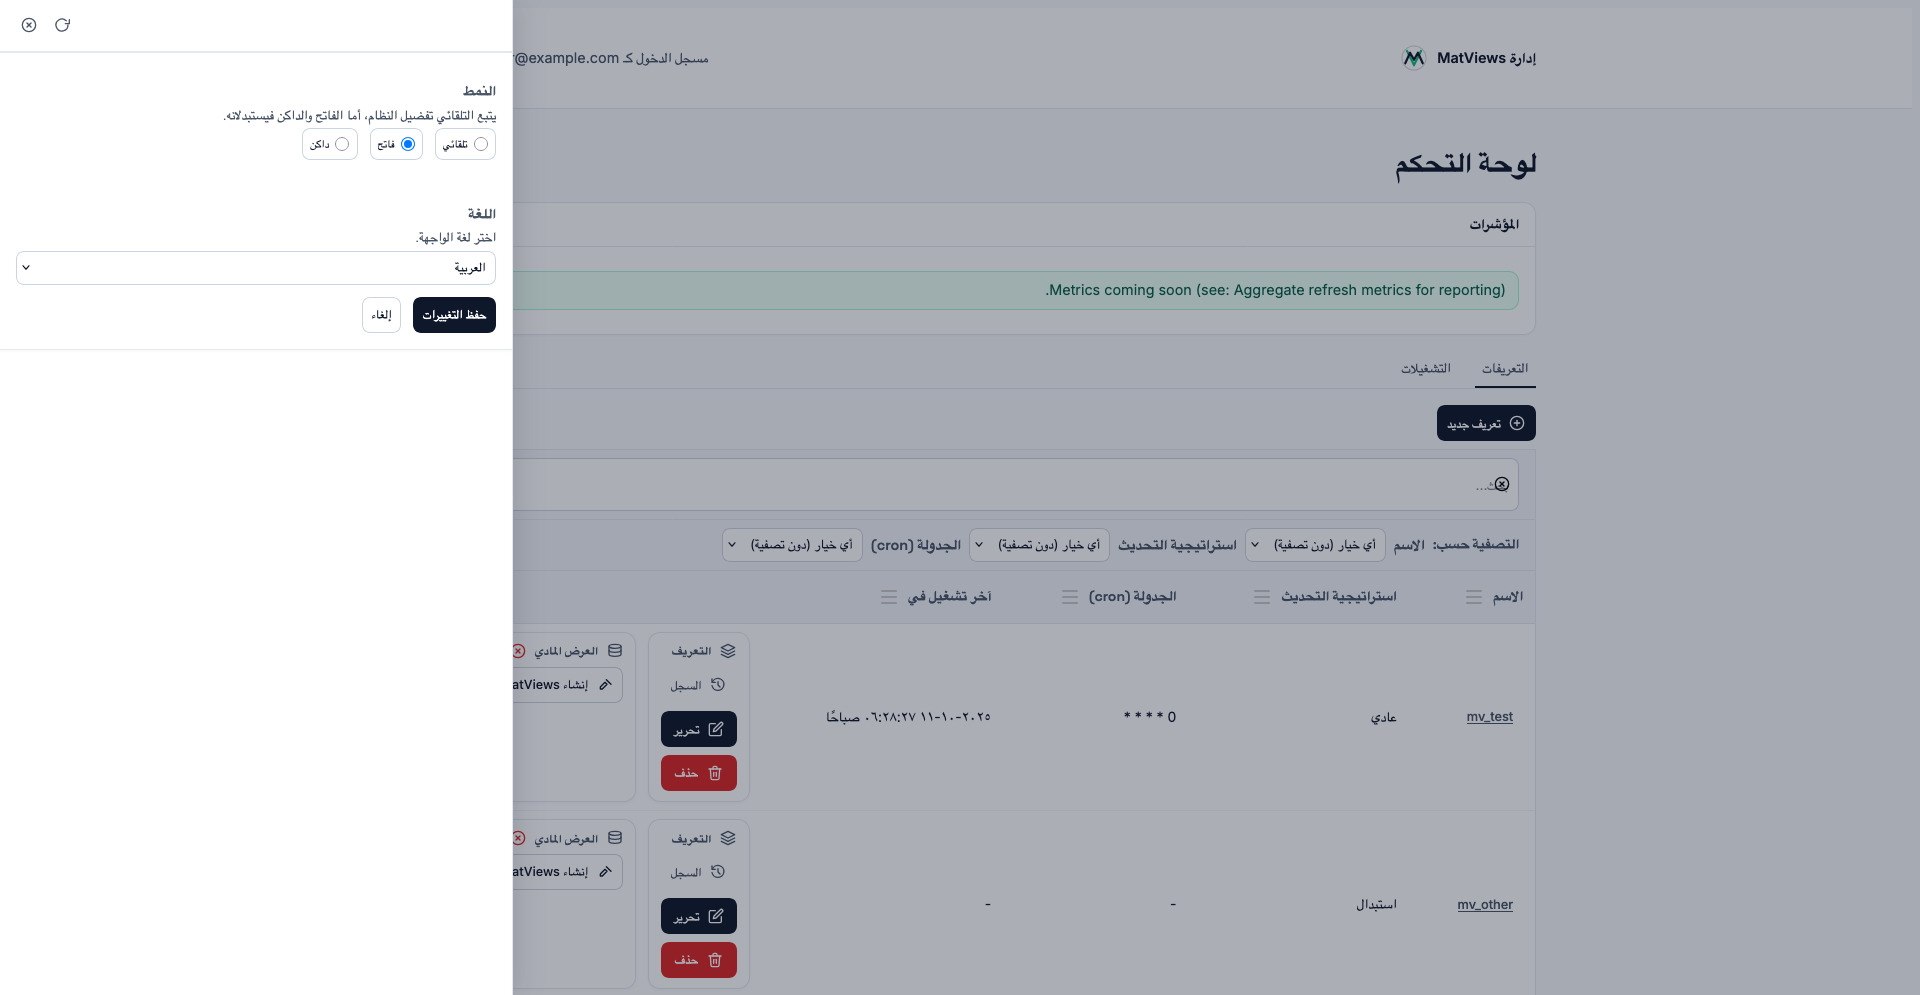 النمط
يتبع التلقائي تفضيل النظام، أما الفاتح والداكن فيستبدلانه.
تلقائي
فاتح
داكن
اللغة
اختر لغة الواجهة.
العربية
حفظ التغييرات
إلغاء
إدارة MatViews
مسجل الدخول كـ r@example.com
لوحة التحكم
المؤشرات
Metrics coming soon (see: Aggregate refresh metrics for reporting).
التعريفات
التشغيلات
تعريف جديد
التصفية حسب: الاسم أي خيار (دون تصفية) استراتيجية التحديث أي خيار (دون تصفية) الجدولة (cron) أي خيار (دون تصفية)
الاسم استراتيجية التحديث الجدولة (cron) آخر تشغيل في
mv_test عادي 0 * * * * ٢٠٢٥-١٠-١١ ٠٦:٢٨:٢٧ صباحًا
التعريف
السجل
تحرير
حذف
العرض المادي
إنشاء atViews
mv_other استبدال - -
التعريف
السجل
تحرير
حذف
العرض المادي
إنشاء atViews